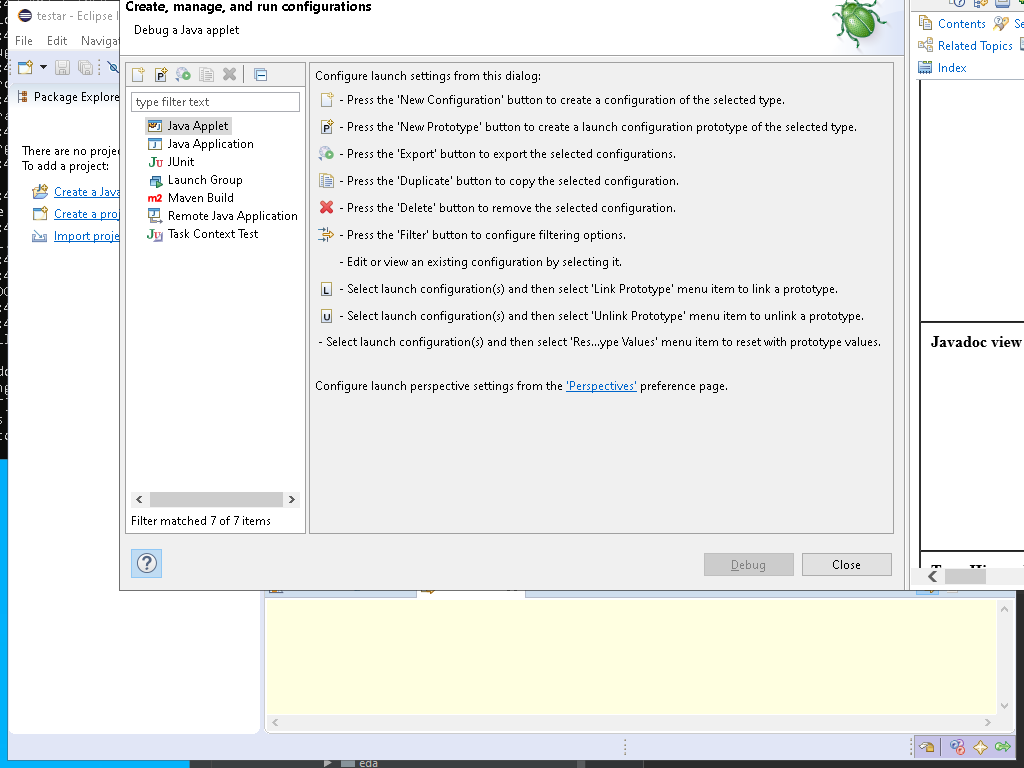 testar - Eclipse I
File Edit Navigat
Package Explore
There are no projec
To add a project:
Create a Java
Create a proj
Import proje
Create, manage, and run configurations
Debug a Java applet
type filter text
Java Applet
Java Application
JUnit
Launch Group
Maven Build
Remote Java Application
Task Context Test
Filter matched 7 of 7 items
Configure launch settings from this dialog:
- Press the 'New Configuration' button to create a configuration of the selected type.
- Press the 'New Prototype' button to create a launch configuration prototype of the selected type.
- Press the 'Export' button to export the selected configurations.
- Press the 'Duplicate' button to copy the selected configuration.
- Press the 'Delete' button to remove the selected configuration.
- Press the 'Filter' button to configure filtering options.
- Edit or view an existing configuration by selecting it.
- Select launch configuration(s) and then select 'Link Prototype' menu item to link a prototype.
- Select launch configuration(s) and then select 'Unlink Prototype' menu item to unlink a prototype.
- Select launch configuration(s) and then select 'Res...ype Values' menu item to reset with prototype values.
Configure launch perspective settings from the 'Perspectives' preference page.
Debug
Close
Contents
Se
Related Topics
Index
Javadoc view
eda